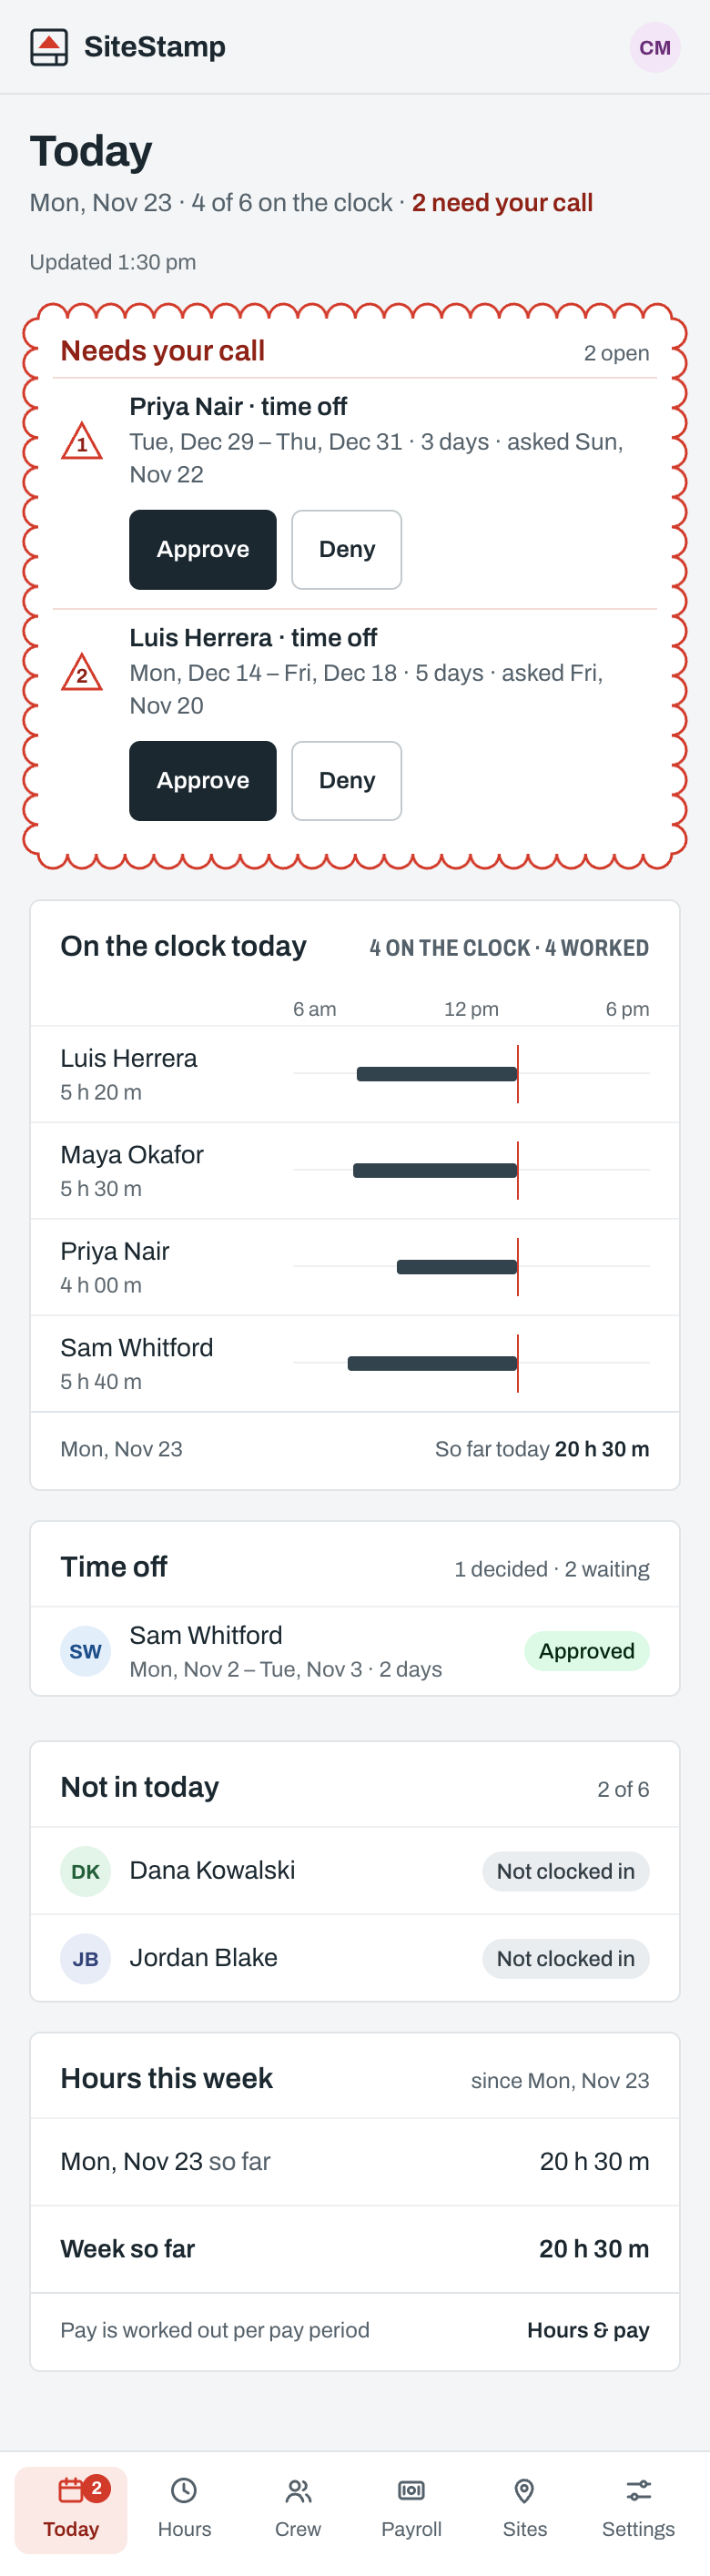 SiteStamp
CM
Today
Mon, Nov 23 · 4 of 6 on the clock · 2 need your call
Updated 1:30 pm
Needs your call
2 open
1
Priya Nair · time off
Tue, Dec 29 – Thu, Dec 31 · 3 days · asked Sun,
Nov 22
Approve
Deny
2
Luis Herrera · time off
Mon, Dec 14 – Fri, Dec 18 · 5 days · asked Fri,
Nov 20
Approve
Deny
On the clock today
4 ON THE CLOCK · 4 WORKED
6 am
12 pm
6 pm
Luis Herrera
5 h 20 m
Maya Okafor
5 h 30 m
Priya Nair
4 h 00 m
Sam Whitford
5 h 40 m
Mon, Nov 23
So far today 20 h 30 m
Time off
1 decided · 2 waiting
SW
Sam Whitford
Mon, Nov 2 – Tue, Nov 3 · 2 days
Approved
Not in today
2 of 6
DK
Dana Kowalski
Not clocked in
JB
Jordan Blake
Not clocked in
Hours this week
since Mon, Nov 23
Mon, Nov 23 so far
20 h 30 m
Week so far
20 h 30 m
Pay is worked out per pay period
Hours & pay
2
Today
Hours
Crew
Payroll
Sites
Settings